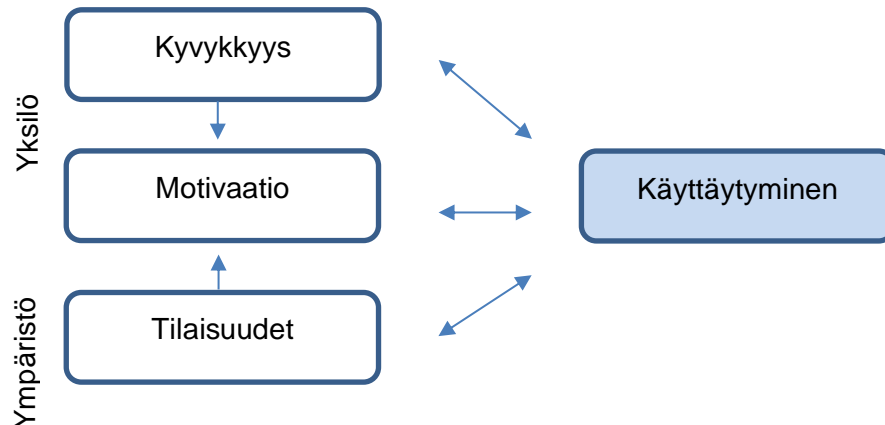 Kyvykkyys
Yksilö
Motivaatio
Käyttäytyminen
Ympäristö
Tilaisuudet